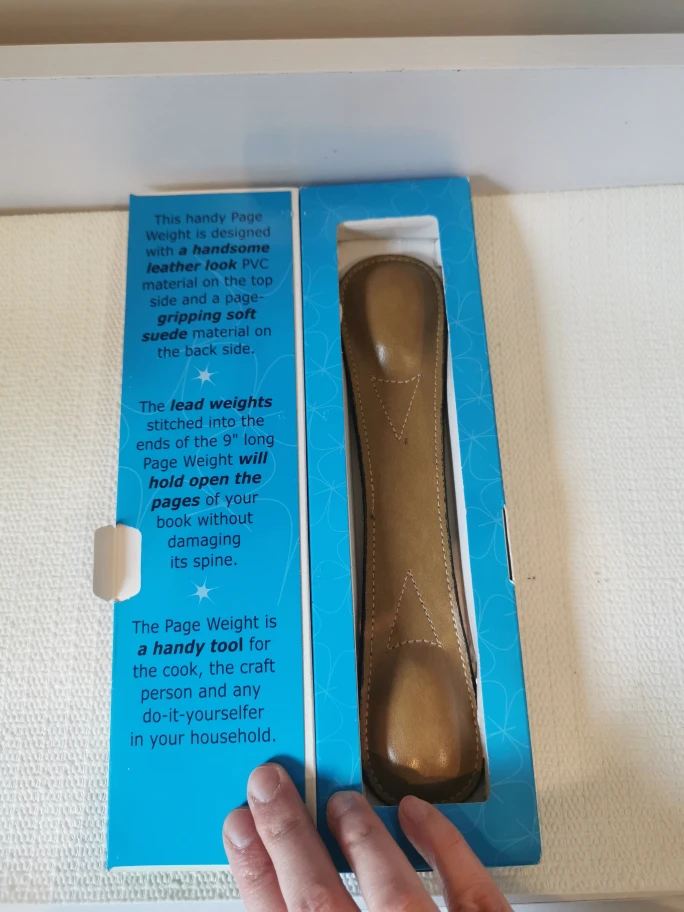 This handy Page
Weight is designed
with a handsome
leather look PVC
material on the top
side and a page-
gripping soft
suede material on
the back side.
The lead weights
stitched into the
ends of the 9" long
Page Weight will
hold open the
pages of your
book without
damaging
its spine.
The Page Weight is
a handy tool for
the cook, the craft
person and any
do-it-yourselfer
in your household.